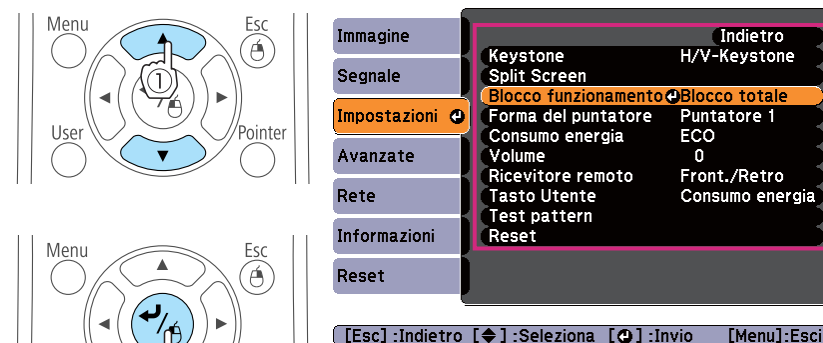 Menu
Esc
1
User
Pointer
Menu
Esc
Immagine
Segnale
Impostazioni
Avanzate
Rete
Informazioni
Reset
Indietro
Keystone H/V-Keystone
Split Screen
Blocco funzionamento Blocco totale
Forma del puntatore Puntatore 1
Consumo energia ECO
Volume 0
Ricevitore remoto Front./Retro
Tasto Utente Consumo energia
Test pattern
Reset
[Esc] :Indietro [◆] :Seleziona [↵] :Invio [Menu]:Esci